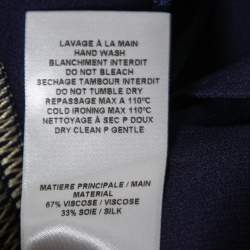 LAVAGE À LA MAIN
HAND WASH
BLANCHIMENT INTERDIT
DO NOT BLEACH
SECHAGE TAMBOUR INTERDIT
DO NOT TUMBLE DRY
REPASSAGE MAX A 110°C
COLD IRONING MAX A 110°C
NETTOYAGE A SEC P DOUX
DRY CLEAN P GENTLE
MATIERE PRINCIPALE / MAIN
MATERIAL
67% VISCOSE / VISCOSE
33% SOIE / SILK